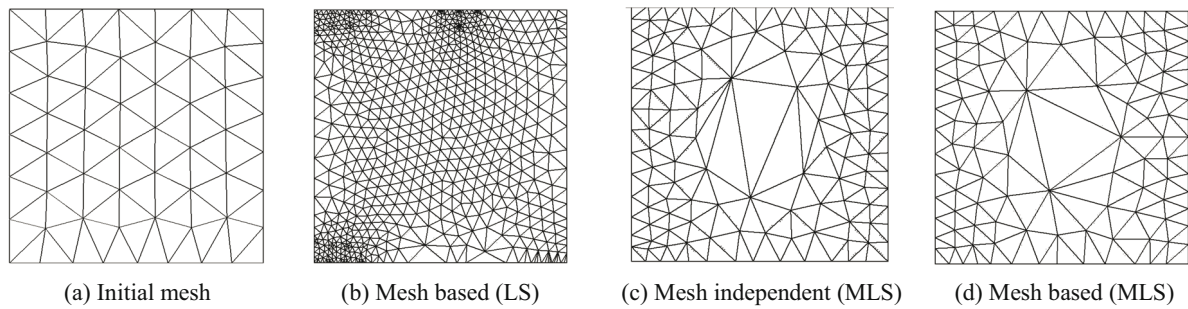 (a) Initial mesh
(b) Mesh based (LS)
(c) Mesh independent (MLS)
(d) Mesh based (MLS)